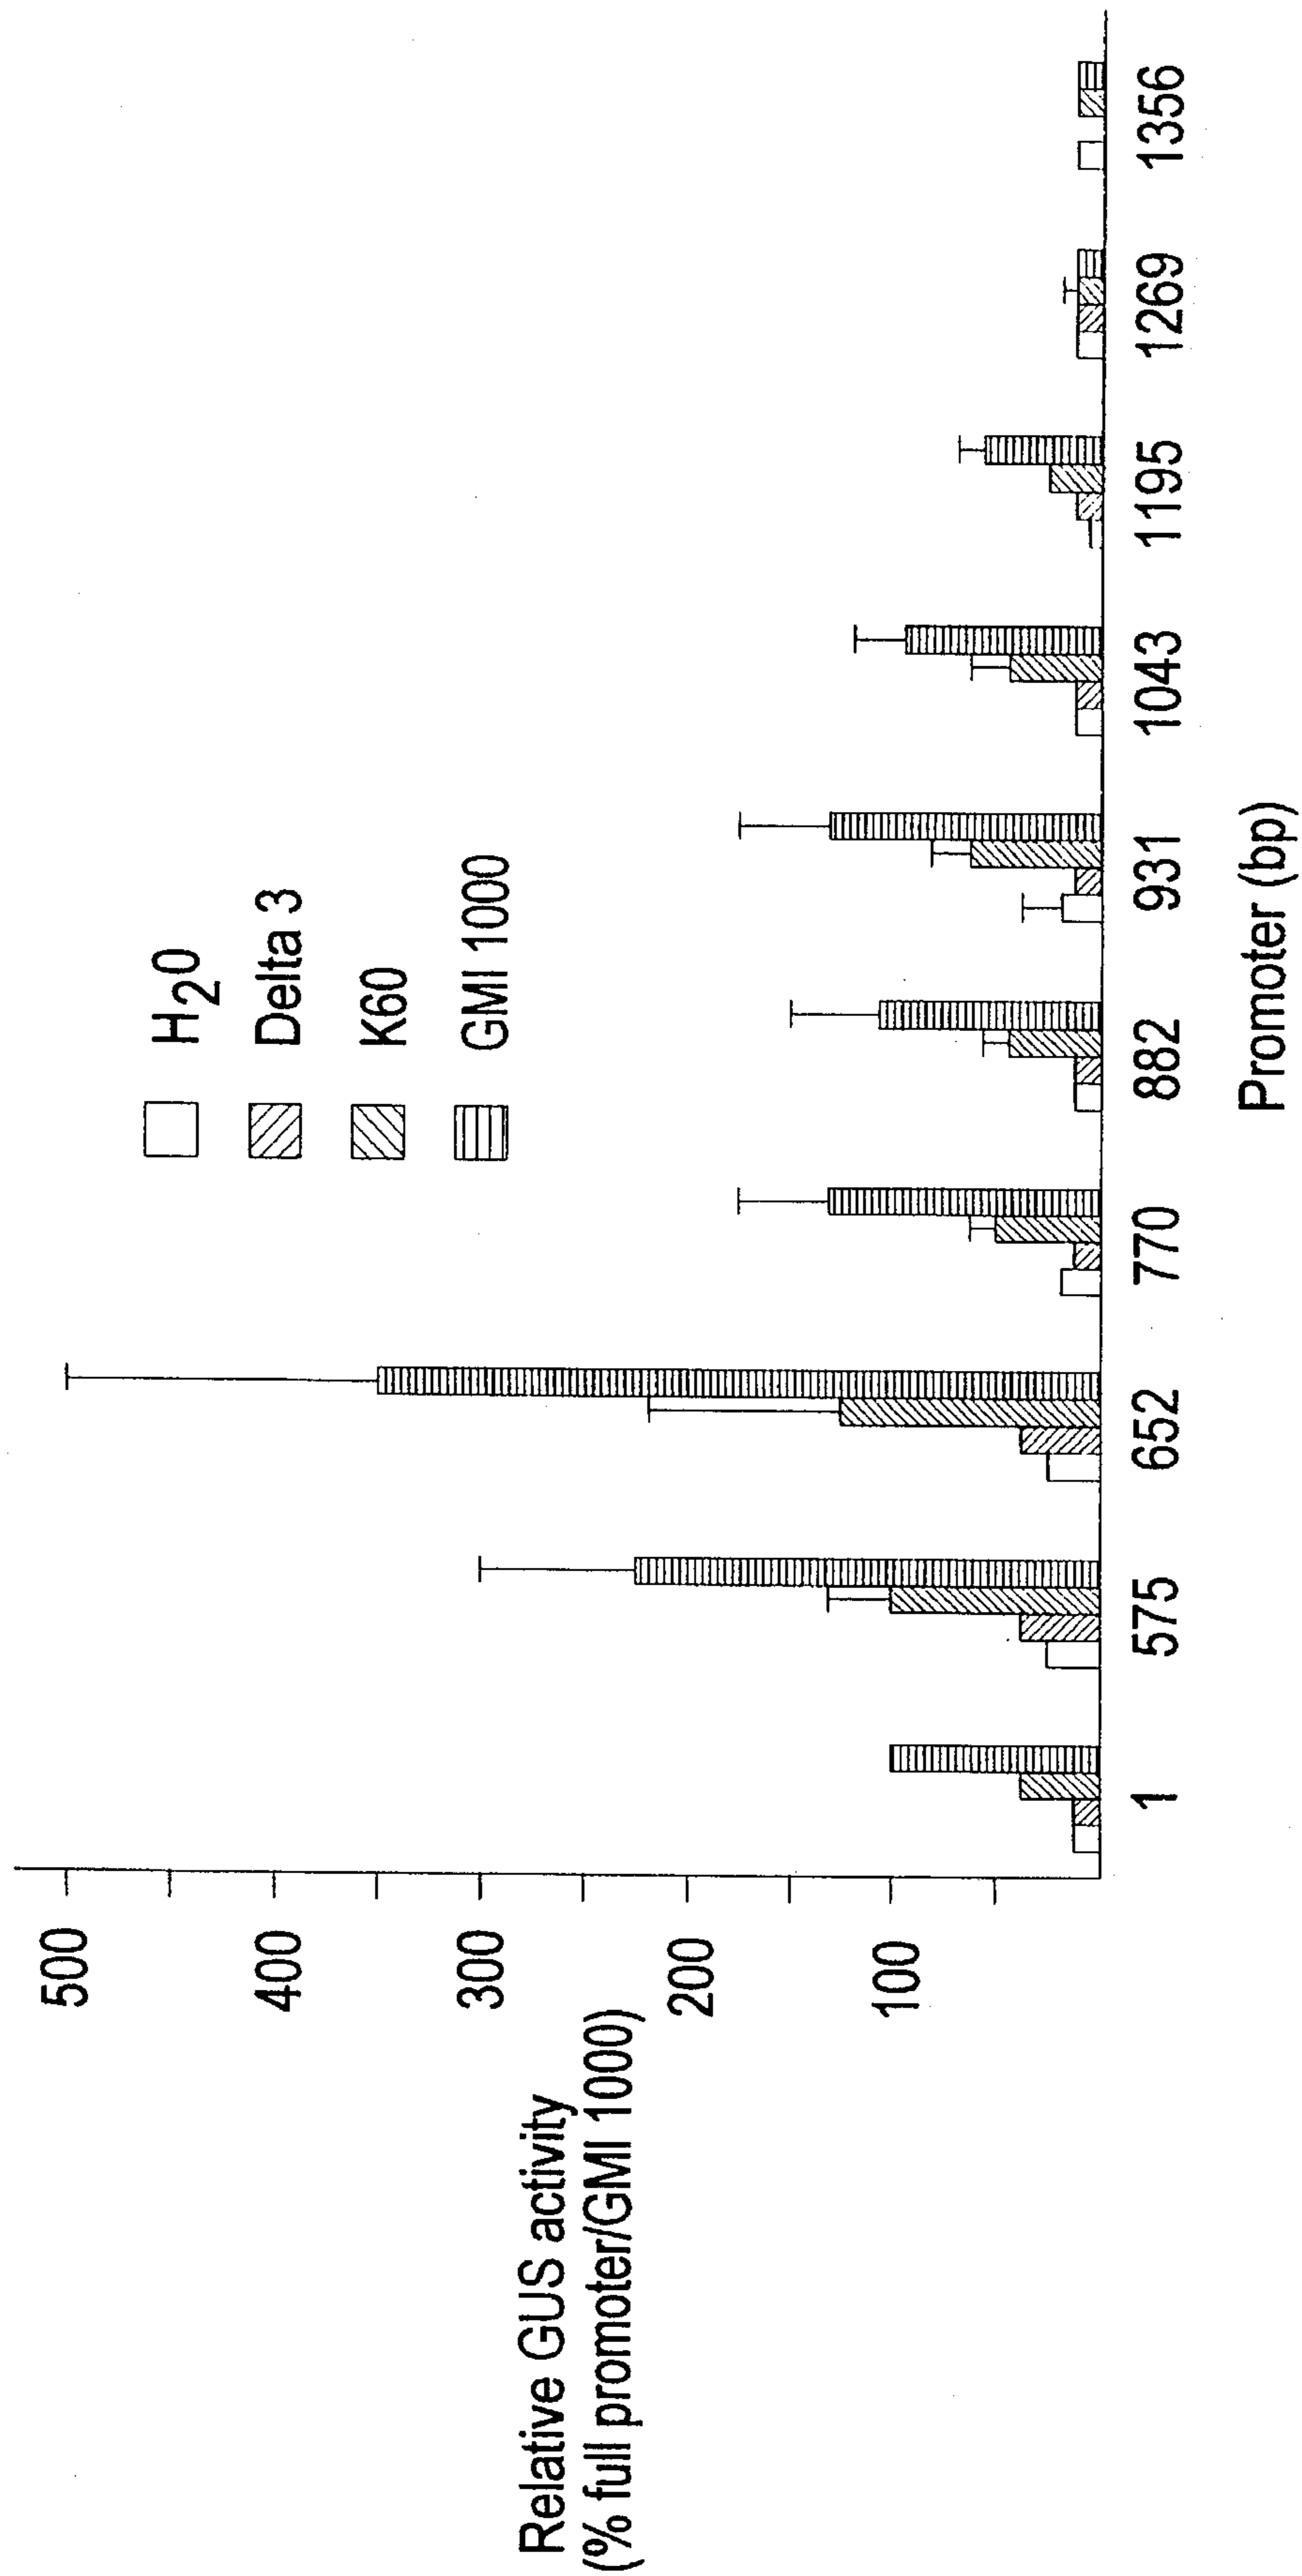 Relative GUS activity
(% full promoter/GMI 1000)
500
400
300
200
100
H₂0
Delta 3
K60
GMI 1000
1
575
652
770
882
931
1043
1195
1269
1356
Promoter (bp)